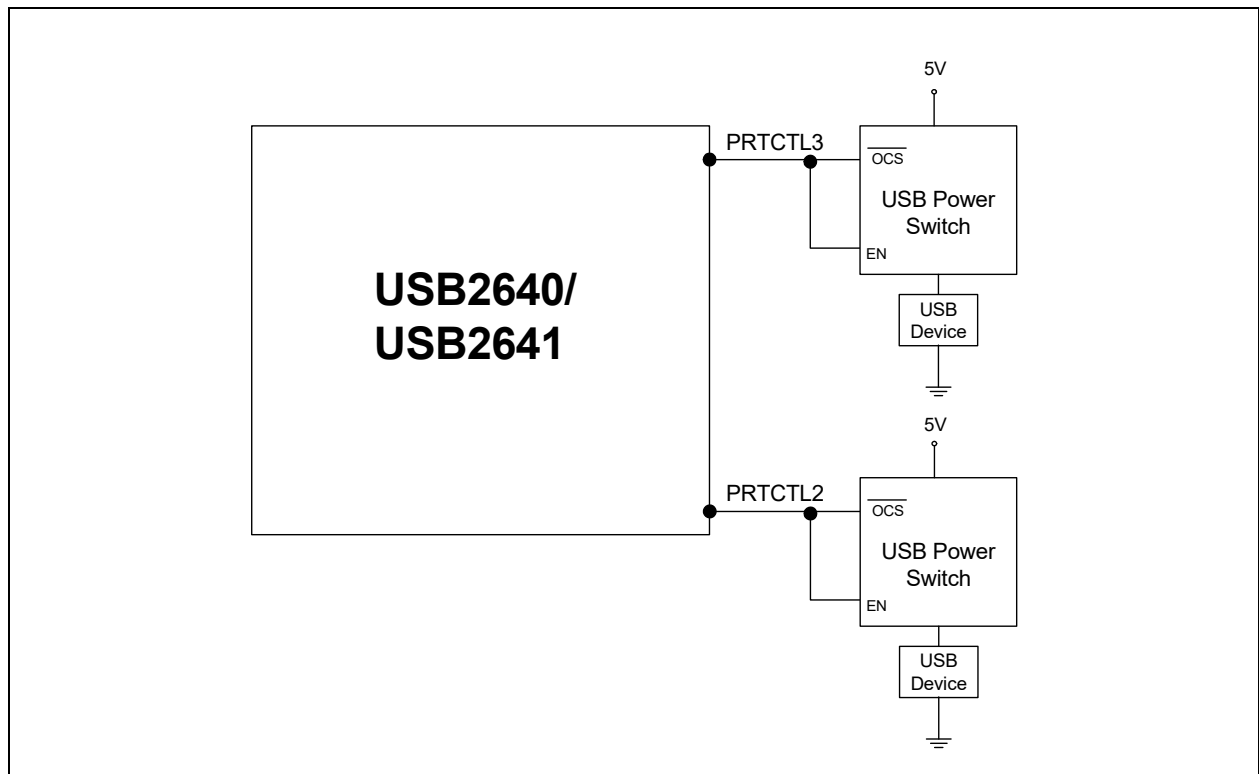 5V
PRTCTL3
OCS
USB Power
Switch
EN
USB2640/
USB2641
USB
Device
5V
PRTCTL2
OCS
USB Power
Switch
EN
USB
Device